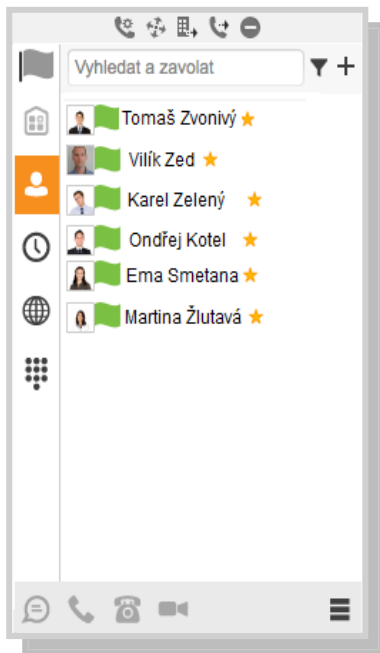 Vyhledat a zavolat
Tomaš Zvonivý
Vilík Zed
Karel Zelený
Ondřej Kotel
Ema Smetana
Martina Žlutavá